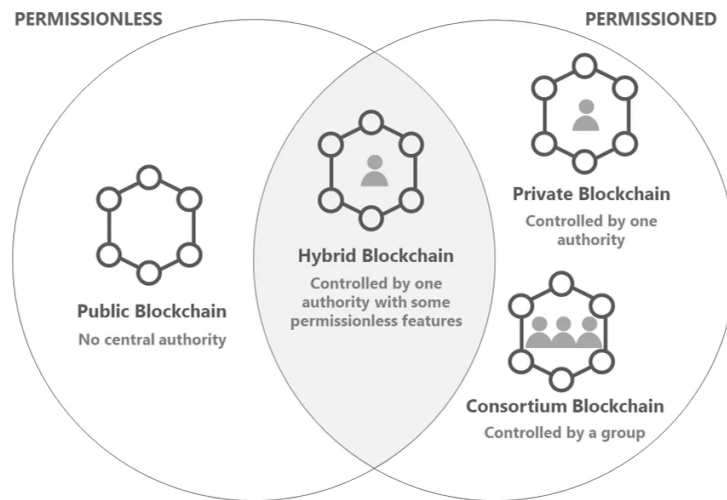 PERMISSIONLESS
PERMISSIONED
Public Blockchain
No central authority
Hybrid Blockchain
Controlled by one
authority with some
permissionless features
Private Blockchain
Controlled by one
authority
Consortium Blockchain
Controlled by a group